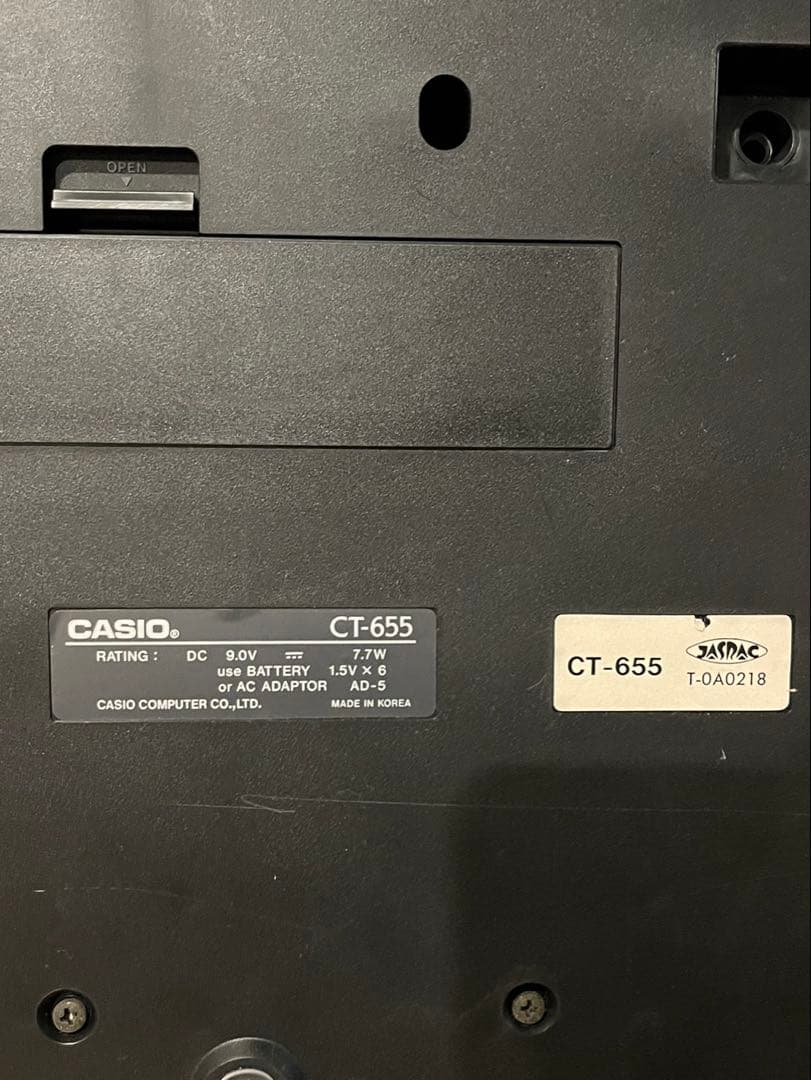 OPEN
CASIO® CT-655
RATING : DC 9.0V ⎓ 7.7W
use BATTERY 1.5V × 6
or AC ADAPTOR AD-5
CASIO COMPUTER CO.,LTD. MADE IN KOREA
CT-655 JASRAC
T-0A0218